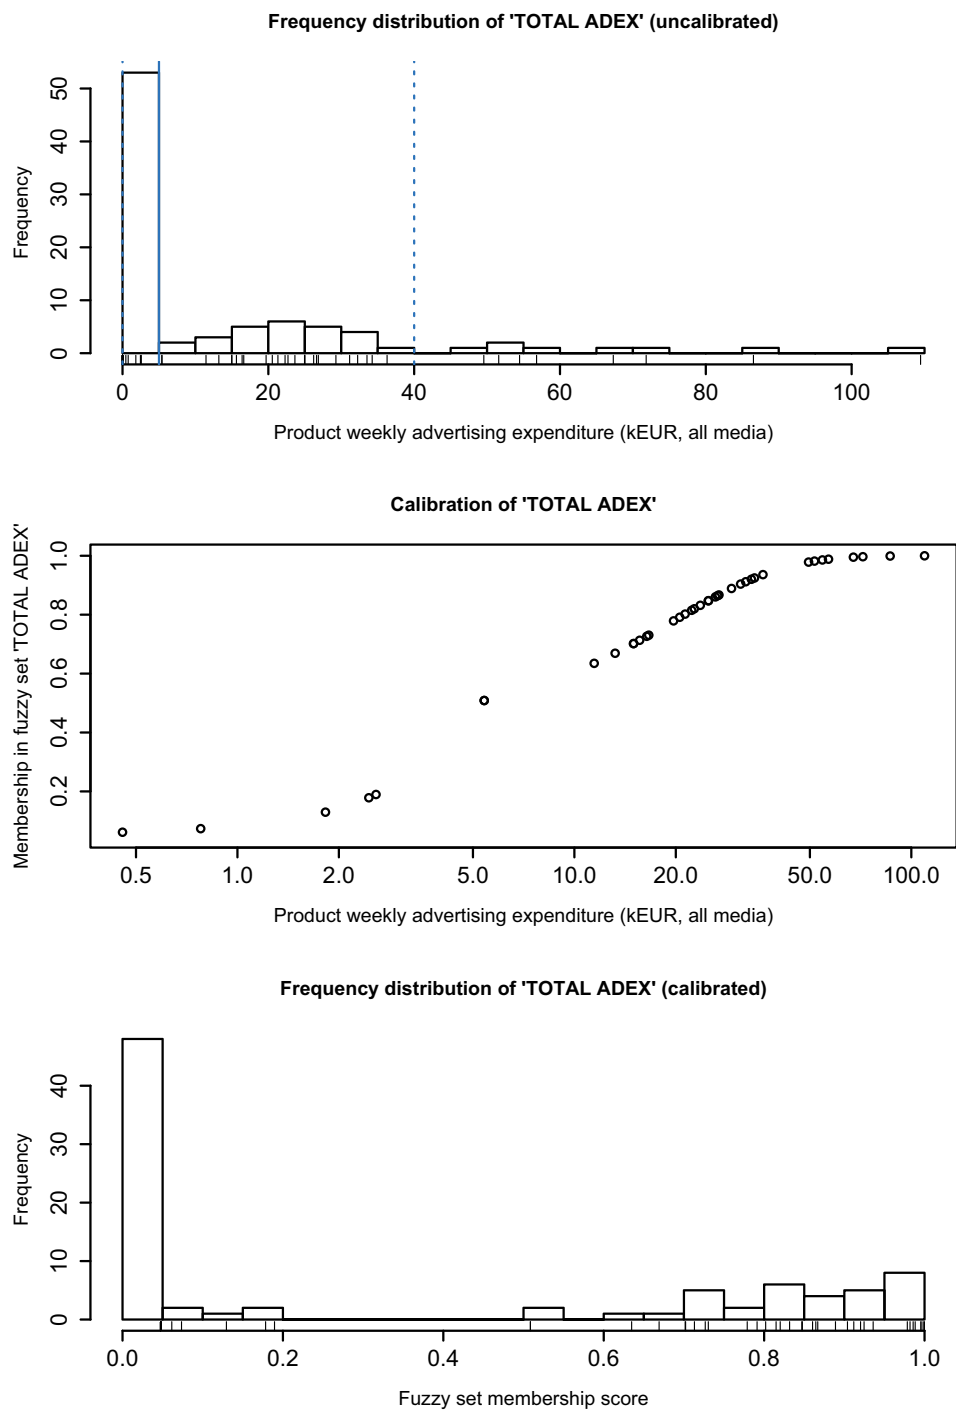 Frequency distribution of 'TOTAL ADEX' (uncalibrated)
Frequency
50
40
30
20
10
0
0 20 40 60 80 100
Product weekly advertising expenditure (kEUR, all media)
Calibration of 'TOTAL ADEX'
Membership in fuzzy set 'TOTAL ADEX'
1.0
0.8
0.6
0.4
0.2
0.5 1.0 2.0 5.0 10.0 20.0 50.0 100.0
Product weekly advertising expenditure (kEUR, all media)
Frequency distribution of 'TOTAL ADEX' (calibrated)
Frequency
40
30
20
10
0
0.0 0.2 0.4 0.6 0.8 1.0
Fuzzy set membership score